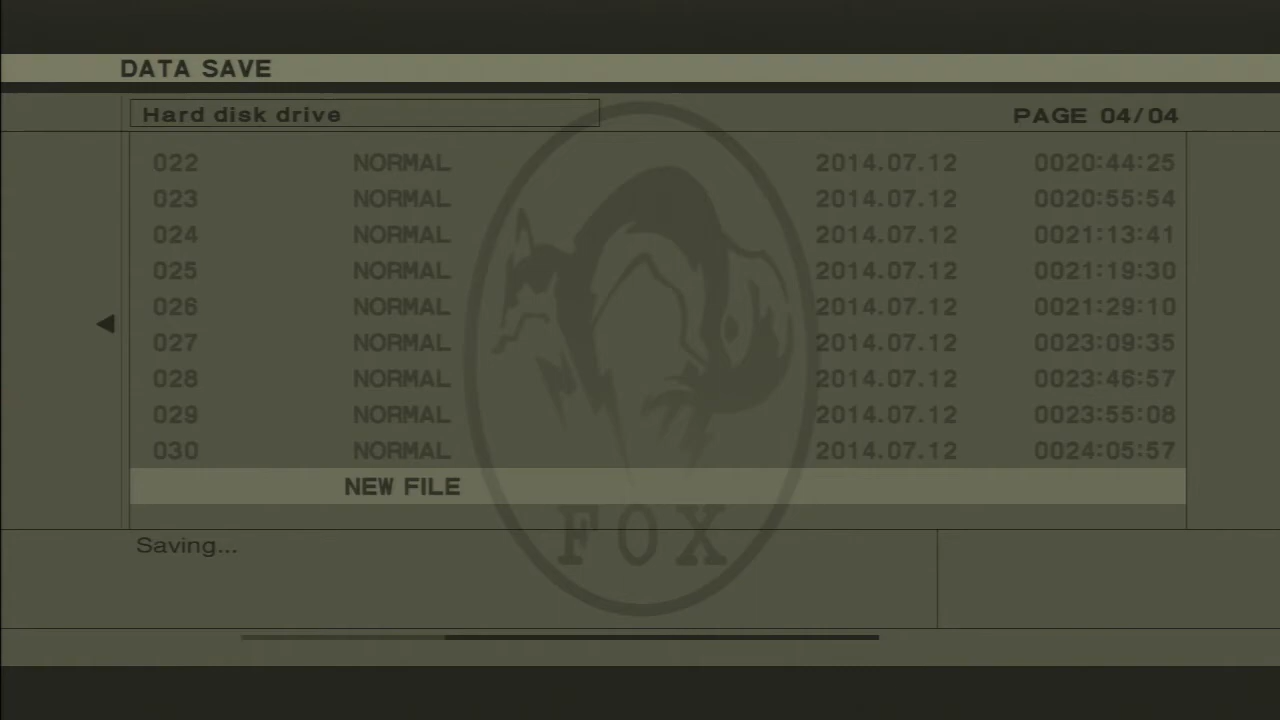 DATA SAVE
Hard disk drive PAGE 04/04
022 NORMAL 2014.07.12 0020:44:25
023 NORMAL 2014.07.12 0020:55:54
024 NORMAL 2014.07.12 0021:13:41
025 NORMAL 2014.07.12 0021:19:30
026 NORMAL 2014.07.12 0021:29:10
027 NORMAL 2014.07.12 0023:09:35
028 NORMAL 2014.07.12 0023:46:57
029 NORMAL 2014.07.12 0023:55:08
030 NORMAL 2014.07.12 0024:05:57
NEW FILE
FOX
Saving...